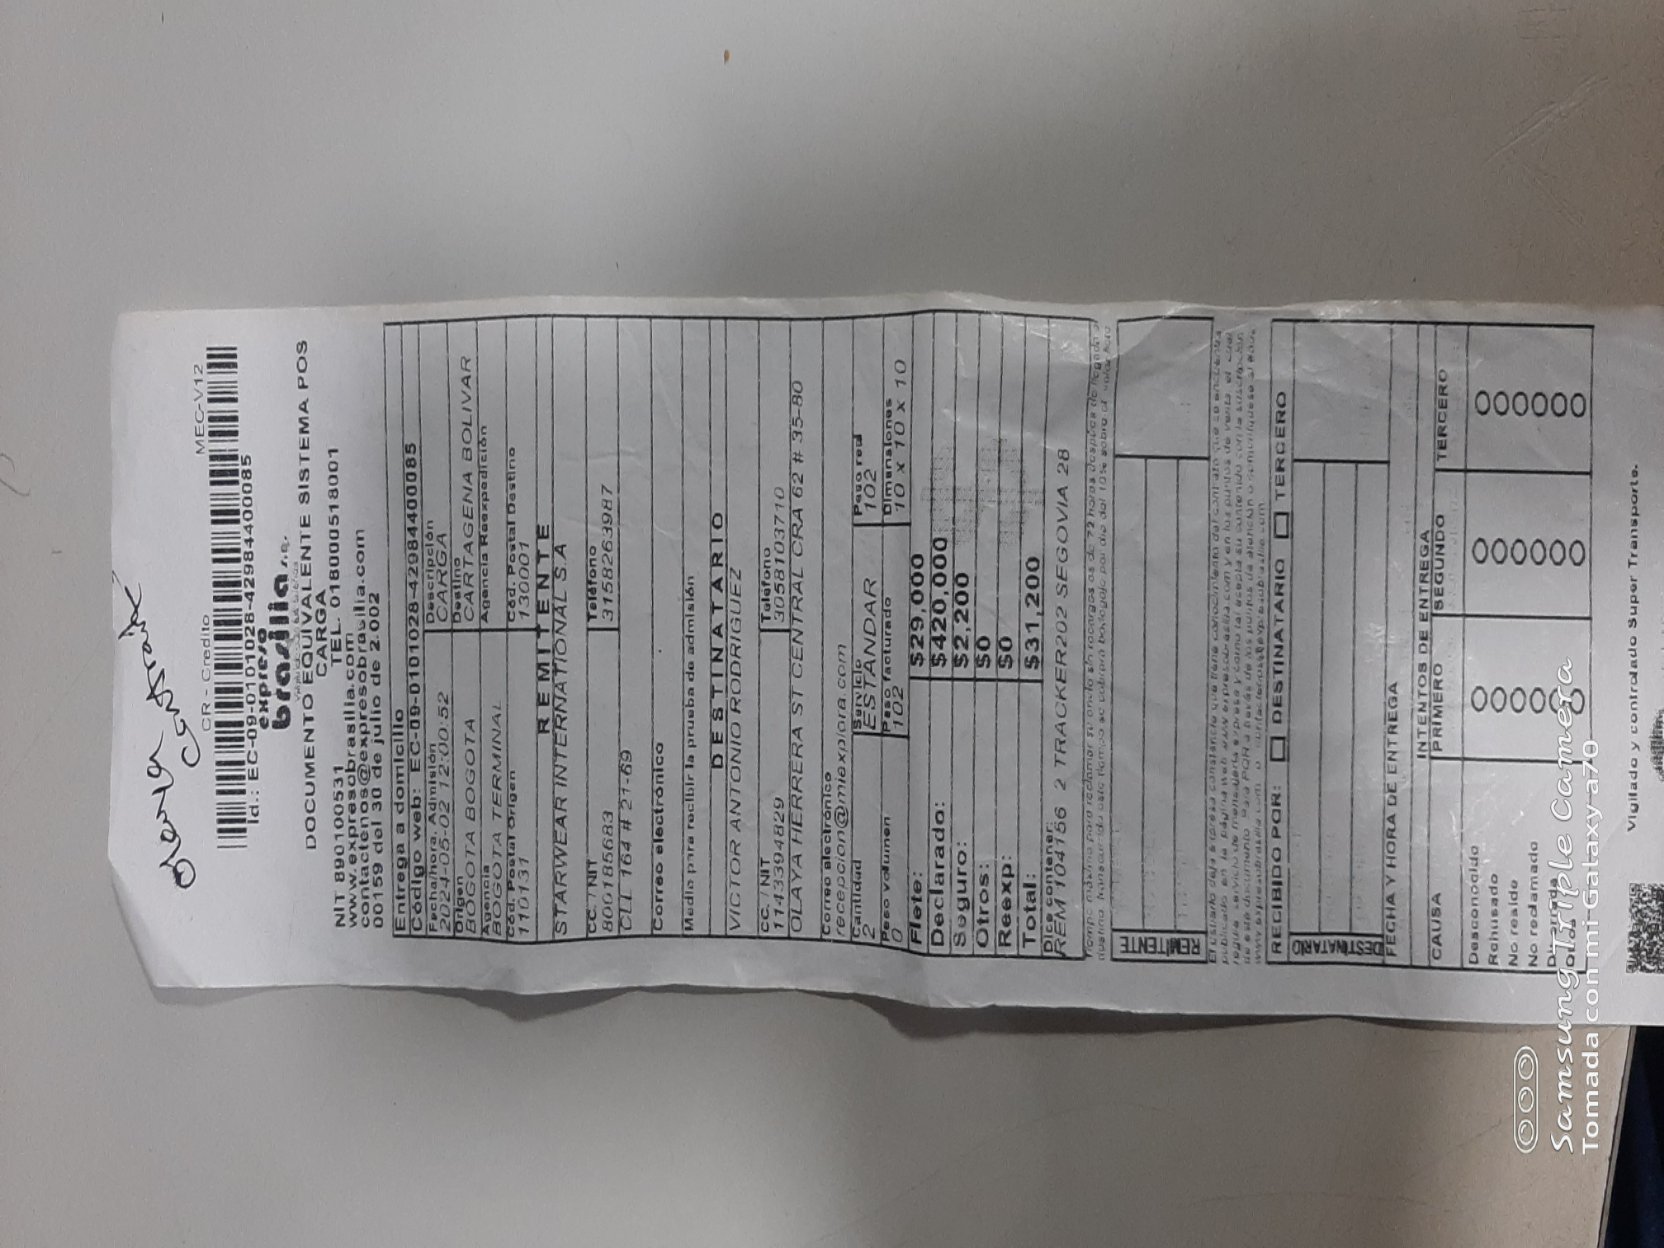 CR - Credito MEC-V12
Id.: EC-09-0101028-4298440085
expreso
brasilia s.a.
DOCUMENTO EQUIVALENTE SISTEMA POS
CARGA
NIT 890100531 TEL. 018000518001
www.expresobrasilia.com
contactenos@expresobrasilia.com
00159 del 30 de julio de 2.002
Entrega a domicilio
Código web: EC-09-0101028-4298440085
Fecha/hora. Admisión Descripción
2024-05-02 12:00:52 CARGA
Origen Destino
BOGOTA BOGOTA CARTAGENA BOLIVAR
Agencia Agencia Reexpedición
BOGOTA TERMINAL
Cód. Postal Origen Cód. Postal Destino
110131 130001
REMITENTE
STARWEAR INTERNATIONAL S.A
CC. / NIT Teléfono
800185683 3158263987
CLL 164 # 21-69
Correo electrónico
Medio para recibir la prueba de admisión
DESTINATARIO
VICTOR ANTONIO RODRIGUEZ
CC. / NIT Teléfono
1143394829 3058103710
OLAYA HERRERA ST CENTRAL CRA 62 # 35-80
Correo electrónico
recepcion@miexplora.com
Cantidad Servicio Peso real
2 ESTANDAR 102
Peso volumen Peso facturado Dimensiones
0 102 10 x 10 x 10
Flete: $29,000
Declarado: $420,000
Seguro: $2,200
Otros: $0
Reexp: $0
Total: $31,200
Dice contener:
REM104156 2 TRACKER202 SEGOVIA 28
REMITENTE
RECIBIDO POR: DESTINATARIO TERCERO
DESTINATARIO
FECHA Y HORA DE ENTREGA
INTENTOS DE ENTREGA
CAUSA PRIMERO SEGUNDO TERCERO
Desconocido
Rehusado
No reside
No reclamado
Otros
Vigilado y controlado Super Transporte.
Samsung Triple Camera
Tomada con mi Galaxy a70